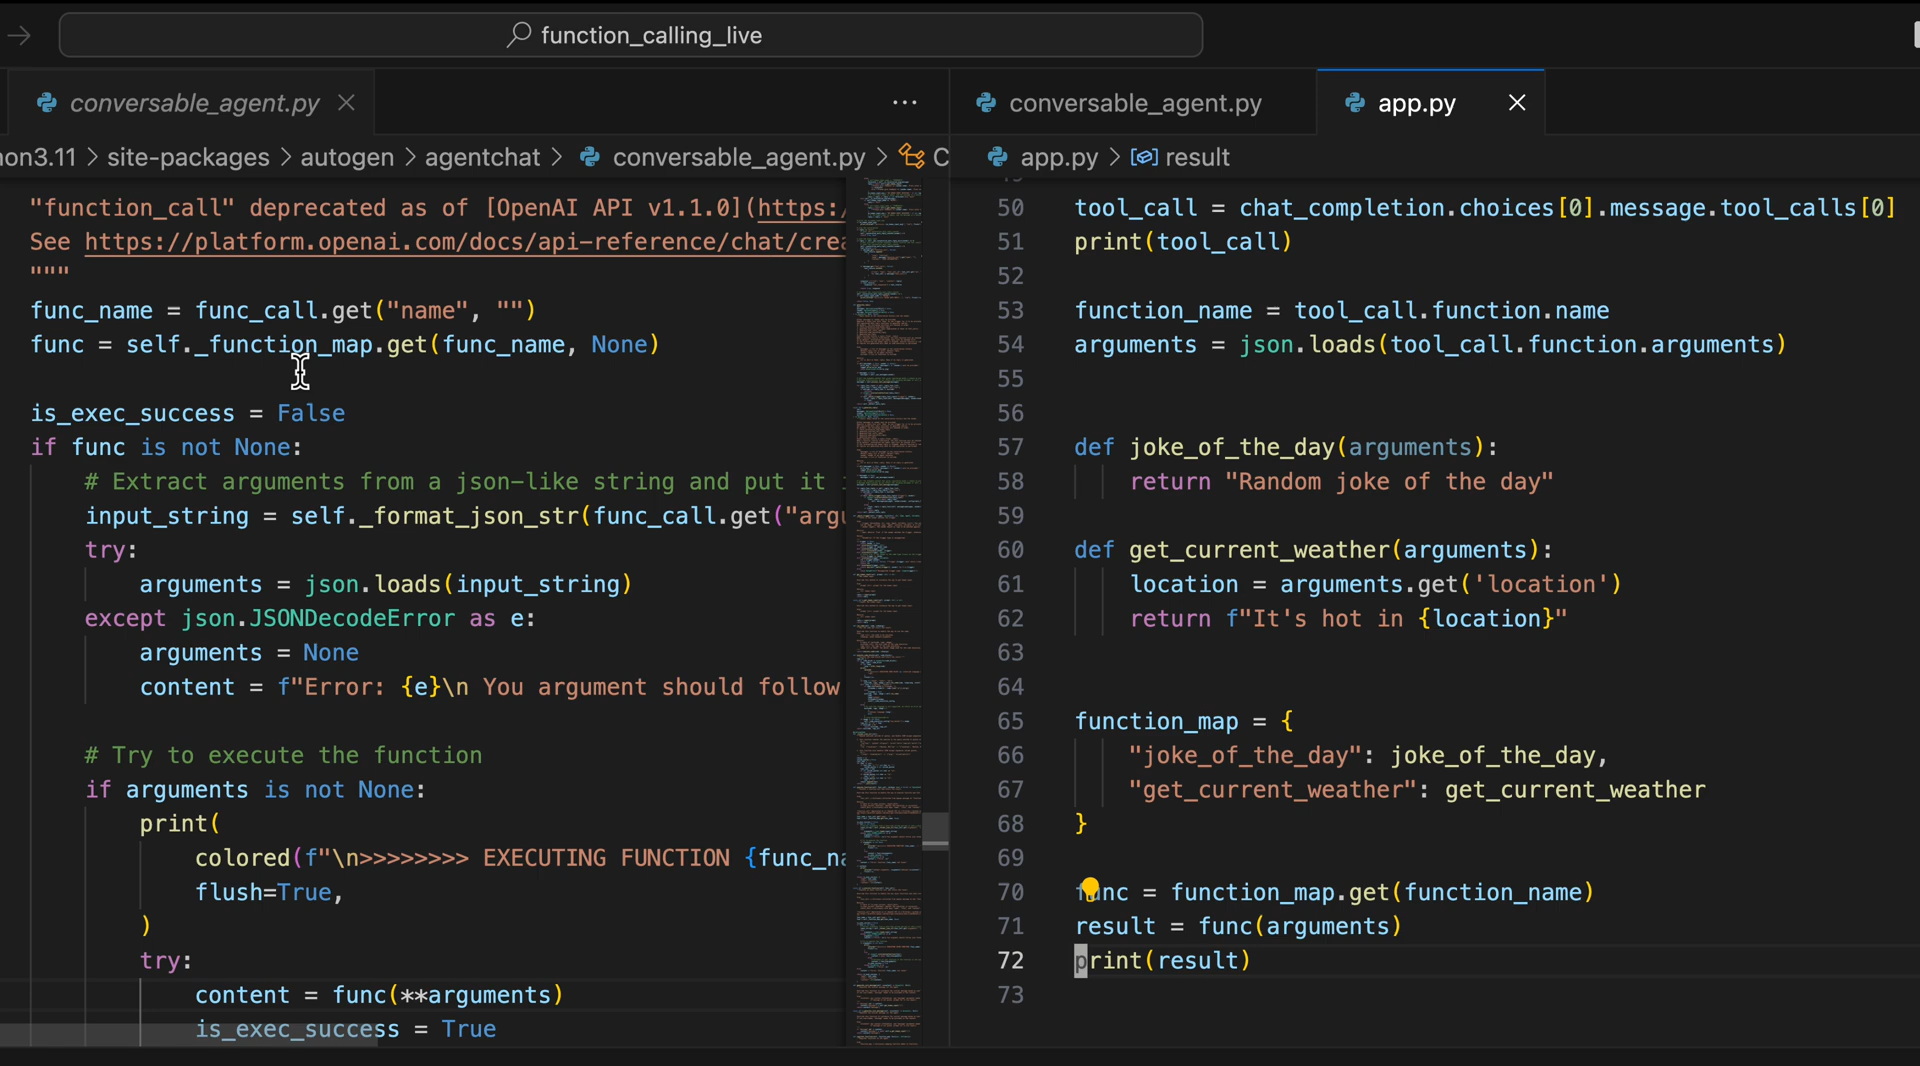 function_calling_live
conversable_agent.py
site-packages > autogen > agentchat > conversable_agent.py > C
"function_call" deprecated as of [OpenAI API v1.1.0](https:/
See https://platform.openai.com/docs/api-reference/chat/crea
"""
func_name = func_call.get("name", "")
func = self._function_map.get(func_name, None)
is_exec_success = False
if func is not None:
# Extract arguments from a json-like string and put it
input_string = self._format_json_str(func_call.get("argu
try:
arguments = json.loads(input_string)
except json.JSONDecodeError as e:
arguments = None
content = f"Error: {e}\n You argument should follow
# Try to execute the function
if arguments is not None:
print(
colored(f"\n>>>>>>>> EXECUTING FUNCTION {func_na
flush=True,
)
try:
content = func(**arguments)
is_exec_success = True
conversable_agent.py
app.py
app.py > result
50 tool_call = chat_completion.choices[0].message.tool_calls[0]
51 print(tool_call)
52
53 function_name = tool_call.function.name
54 arguments = json.loads(tool_call.function.arguments)
55
56
57 def joke_of_the_day(arguments):
58 return "Random joke of the day"
59
60 def get_current_weather(arguments):
61 location = arguments.get('location')
62 return f"It's hot in {location}"
63
64
65 function_map = {
66 "joke_of_the_day": joke_of_the_day,
67 "get_current_weather": get_current_weather
68 }
69
70 func = function_map.get(function_name)
71 result = func(arguments)
72 print(result)
73